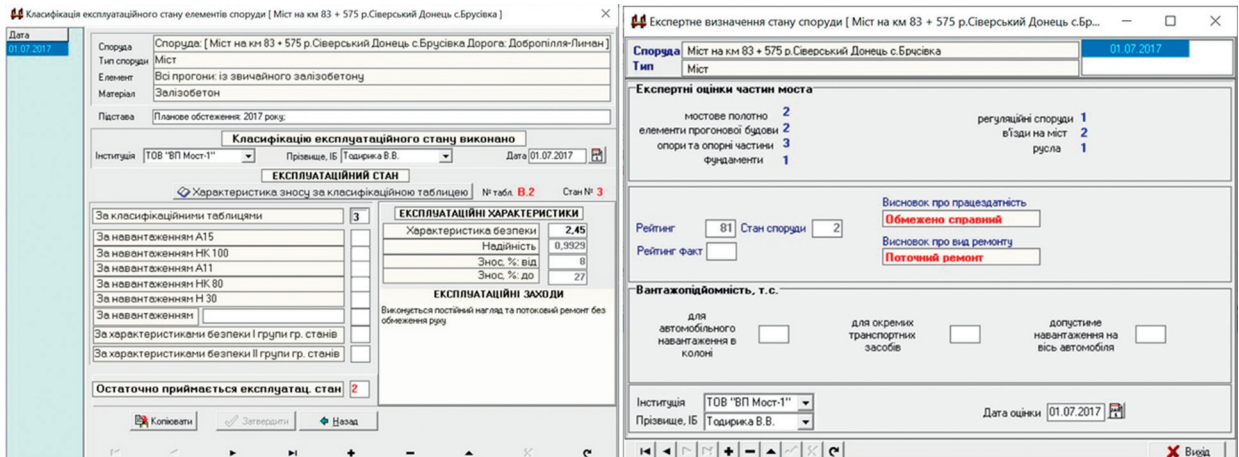 Класифікація експлуатаційного стану елементів споруди [ Міст на км 83 + 575 р.Сіверський Донець с.Брусівка ]
Дата
01.07.2017
Споруда Споруда: [ Міст на км 83 + 575 р.Сіверський Донець с.Брусівка Дорога: Добропілля-Лиман ]
Тип споруди Міст
Елемент Всі прогони: із звичайного залізобетону
Матеріал Залізобетон
Підстава Планове обстеження: 2017 року;
Класифікацію експлуатаційного стану виконано
Інституція ТОВ "ВП Мост-1" Прізвище, ІБ Тодирика В.В. Дата 01.07.2017
ЕКСПЛУАТАЦІЙНИЙ СТАН
Характеристика зносу за класифікаційною таблицею № табл. В.2 Стан № 3
За класифікаційними таблицями 3
За навантаженням А15
За навантаженням НК 100
За навантаженням А11
За навантаженням НК 80
За навантаженням Н 30
За навантаженням
За характеристиками безпеки І групи гр. станів
За характеристиками безпеки ІІ групи гр. станів
Остаточно приймається експлуатац. стан 2
ЕКСПЛУАТАЦІЙНІ ХАРАКТЕРИСТИКИ
Характеристика безпеки 2,45
Надійність 0,9929
Знос, %: від 8
Знос, %: до 27
ЕКСПЛУАТАЦІЙНІ ЗАХОДИ
Виконується постійний нагляд та потоковий ремонт без
обмеження руху
Копіювати Затвердити Назад
Експертне визначення стану споруди [ Міст на км 83 + 575 р.Сіверський Донець с.Бр...
Споруда Міст на км 83 + 575 р.Сіверський Донець с.Брусівка 01.07.2017
Тип Міст
Експертні оцінки частин моста
мостове полотно 2
елементи прогонової будови 2
опори та опорні частини 3
фундаменти 1
регуляційні споруди 1
в'їзди на міст 2
русла 1
Рейтинг 81 Стан споруди 2
Рейтинг факт
Висновок про працездатність
Обмежено справний
Висновок про вид ремонту
Поточний ремонт
Вантажопідйомність, т.с.
для
автомобільного
навантаження в
колоні
для окремих
транспортних
засобів
допустиме
навантаження на
вісь автомобіля
Інституція ТОВ "ВП Мост-1"
Прізвище, ІБ Тодирика В.В.
Дата оцінки 01.07.2017
Вихід